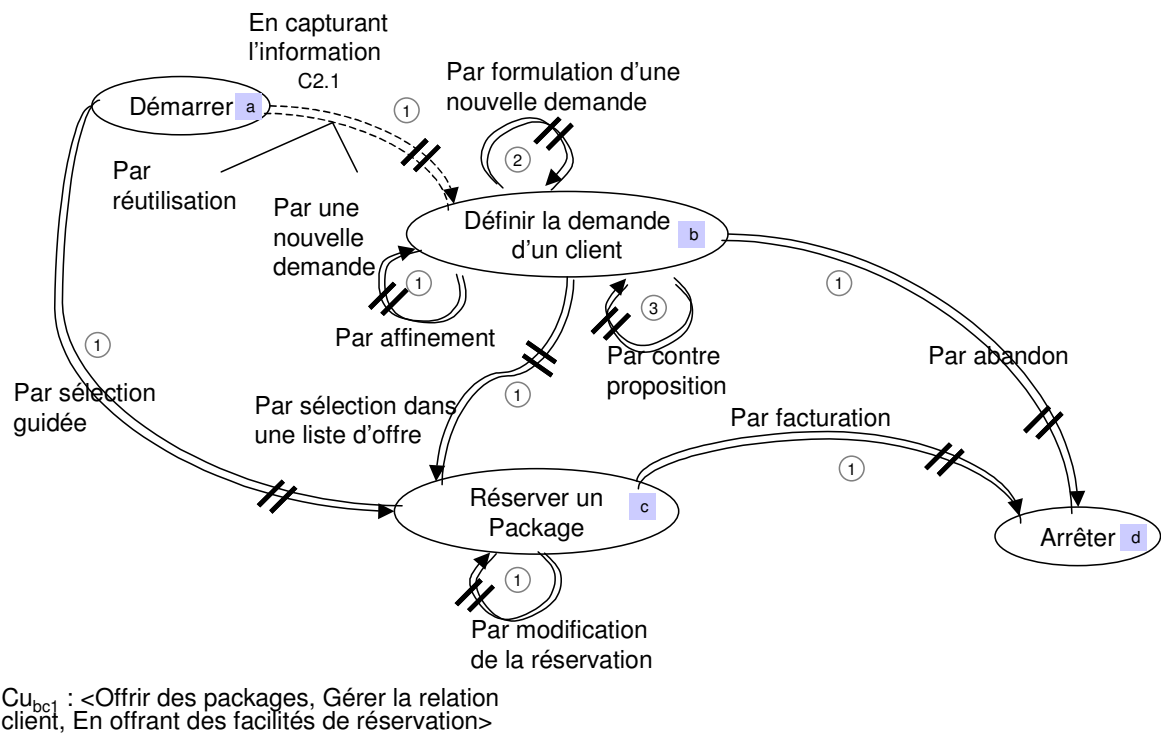 En capturant
l'information
C2.1
Démarrer a
1
Par formulation d'une
nouvelle demande
2
Par
réutilisation
Par une
nouvelle
demande
Définir la demande
d'un client
b
1
Par affinement
3
Par contre
proposition
1
Par abandon
1
Par sélection
guidée
1
Par sélection dans
une liste d'offre
Par facturation
1
Réserver un
Package
c
Arrêter d
1
Par modification
de la réservation
Cubc1 : <Offrir des packages, Gérer la relation
client, En offrant des facilités de réservation>